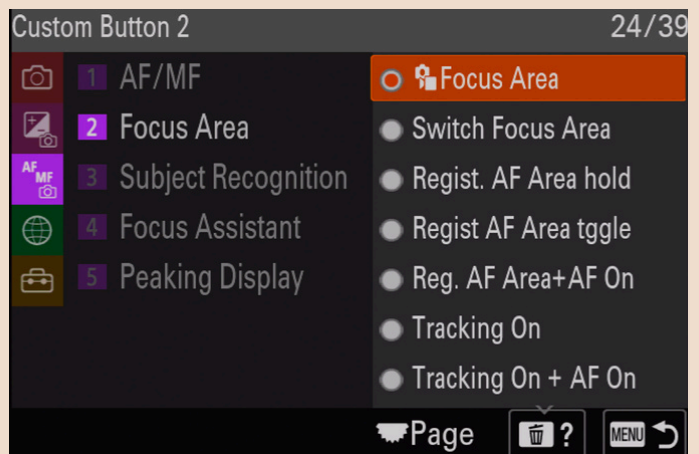 Custom Button 2 24/39
1 AF/MF
2 Focus Area
3 Subject Recognition
4 Focus Assistant
5 Peaking Display
AF
MF
Focus Area
Switch Focus Area
Regist. AF Area hold
Regist AF Area tggle
Reg. AF Area+AF On
Tracking On
Tracking On + AF On
Page ? MENU